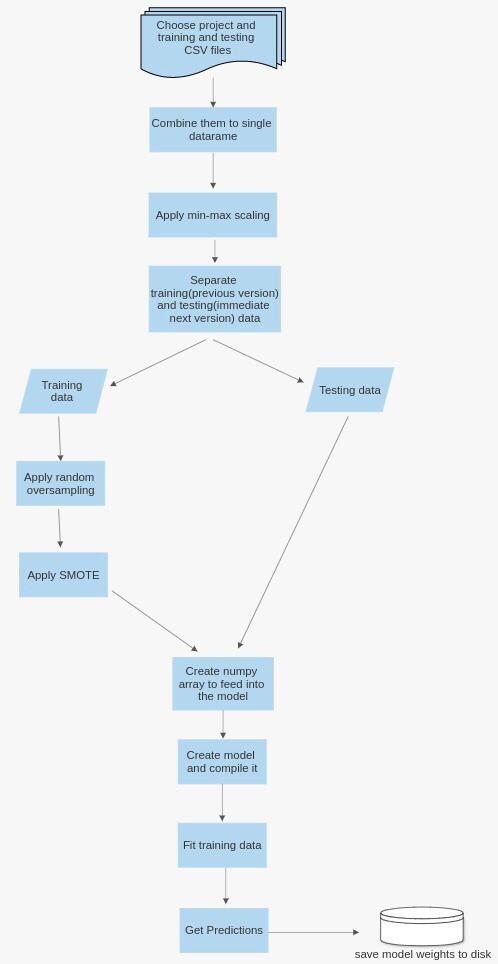 Choose project and
training and testing
CSV files
Combine them to single
datarame
Apply min-max scaling
Separate
training(previous version)
and testing(immediate
next version) data
Training
data
Testing data
Apply random
oversampling
Apply SMOTE
Create numpy
array to feed into
the model
Create model
and compile it
Fit training data
Get Predictions
save model weights to disk